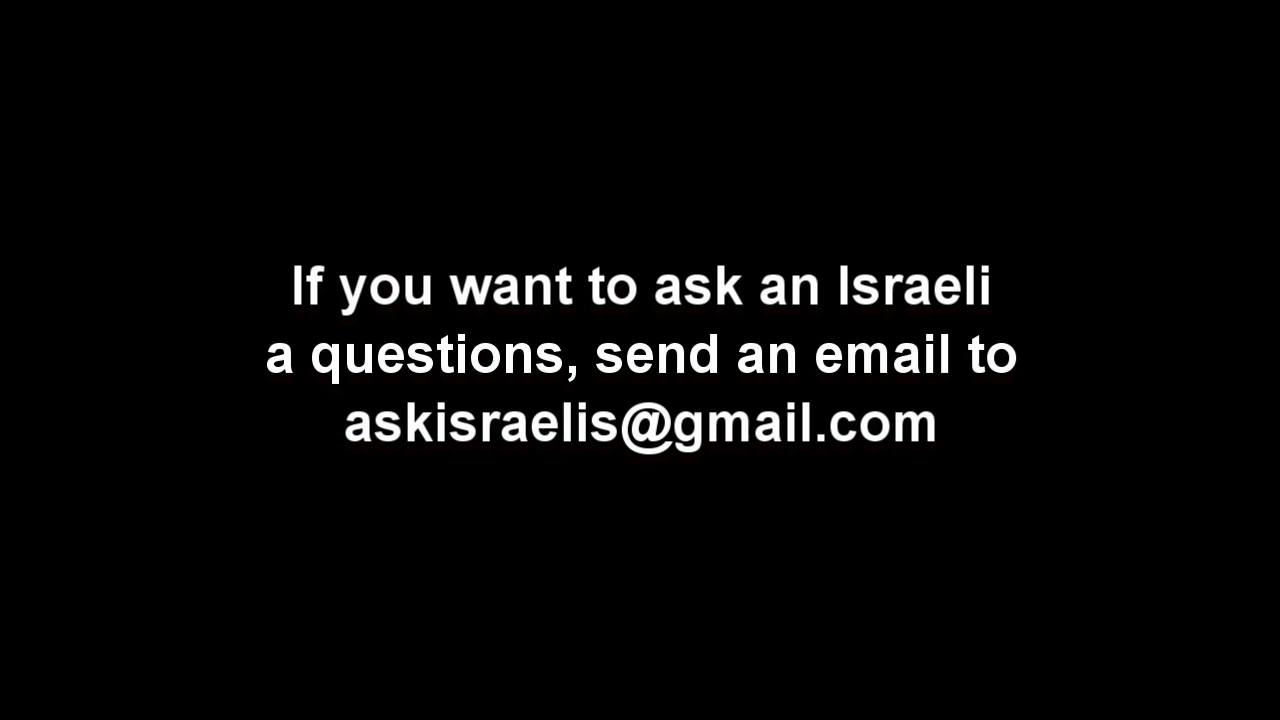 If you want to ask an Israeli
a questions, send an email to
askisraelis@gmail.com